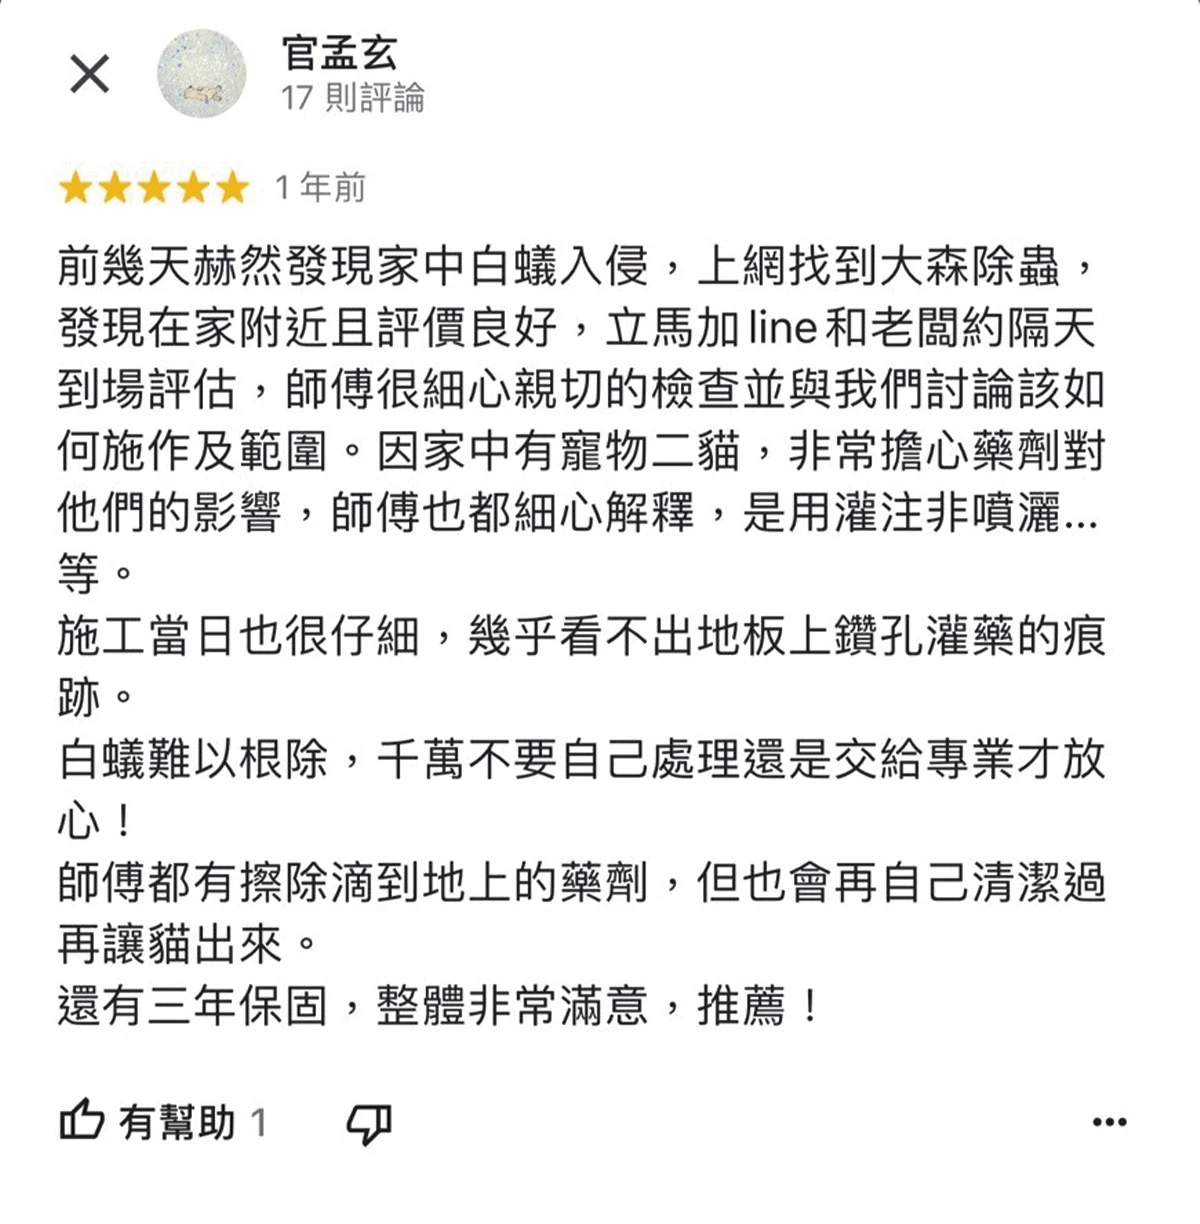 官孟玄
17 則評論
1 年前
前幾天赫然發現家中白蟻入侵，上網找到大森除蟲，
發現在家附近且評價良好，立馬加line和老闆約隔天
到場評估，師傅很細心親切的檢查並與我們討論該如
何施作及範圍。因家中有寵物二貓，非常擔心藥劑對
他們的影響，師傅也都細心解釋，是用灌注非噴灑...
等。
施工當日也很仔細，幾乎看不出地板上鑽孔灌藥的痕
跡。
白蟻難以根除，千萬不要自己處理還是交給專業才放
心！
師傅都有擦除滴到地上的藥劑，但也會再自己清潔過
再讓貓出來。
還有三年保固，整體非常滿意，推薦！
有幫助 1